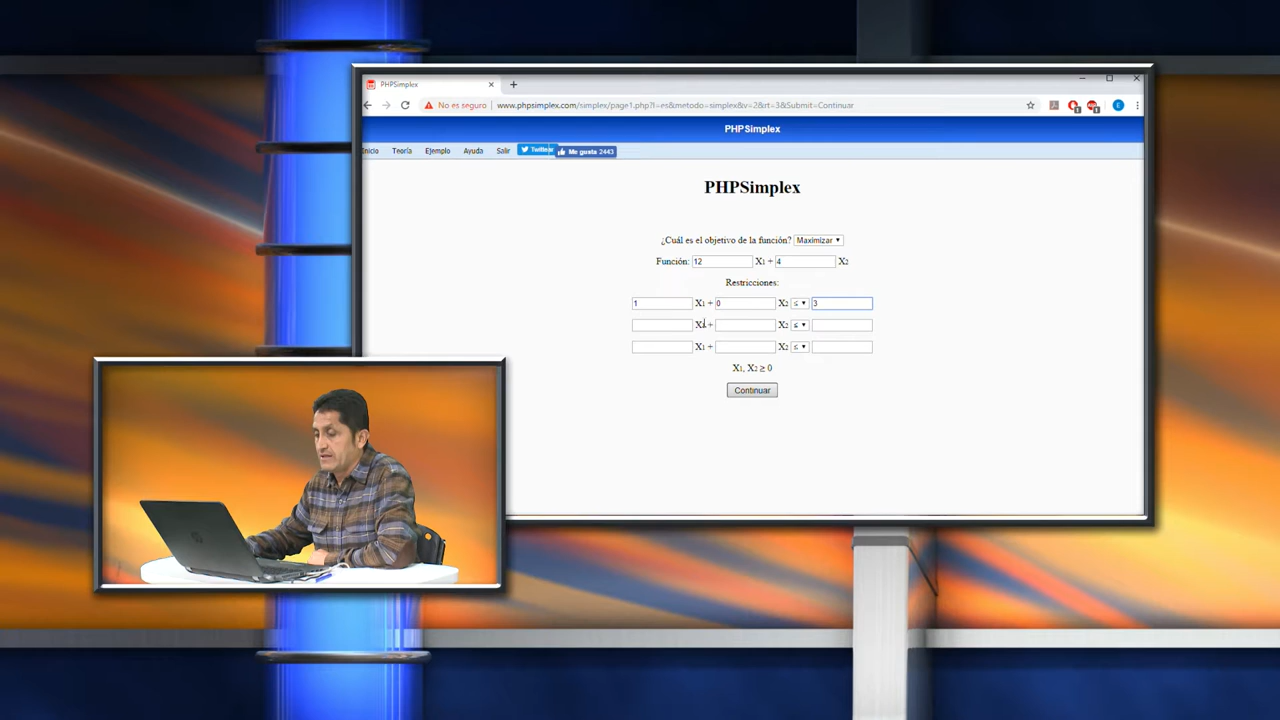 PHPSimplex
No es seguro www.phpsimplex.com/simplex/page1.php?l=es&metodo=simplex&v=2&rt=3&Submit=Continuar
PHPSimplex
Inicio Teoría Ejemplo Ayuda Salir Twittear Me gusta 2443
PHPSimplex
¿Cuál es el objetivo de la función? Maximizar
Función: 12 X1 + 4 X2
Restricciones:
1 X1 + 0 X2 ≤ 3
X1 + X2 ≤
X1 + X2 ≤
X1, X2 ≥ 0
Continuar